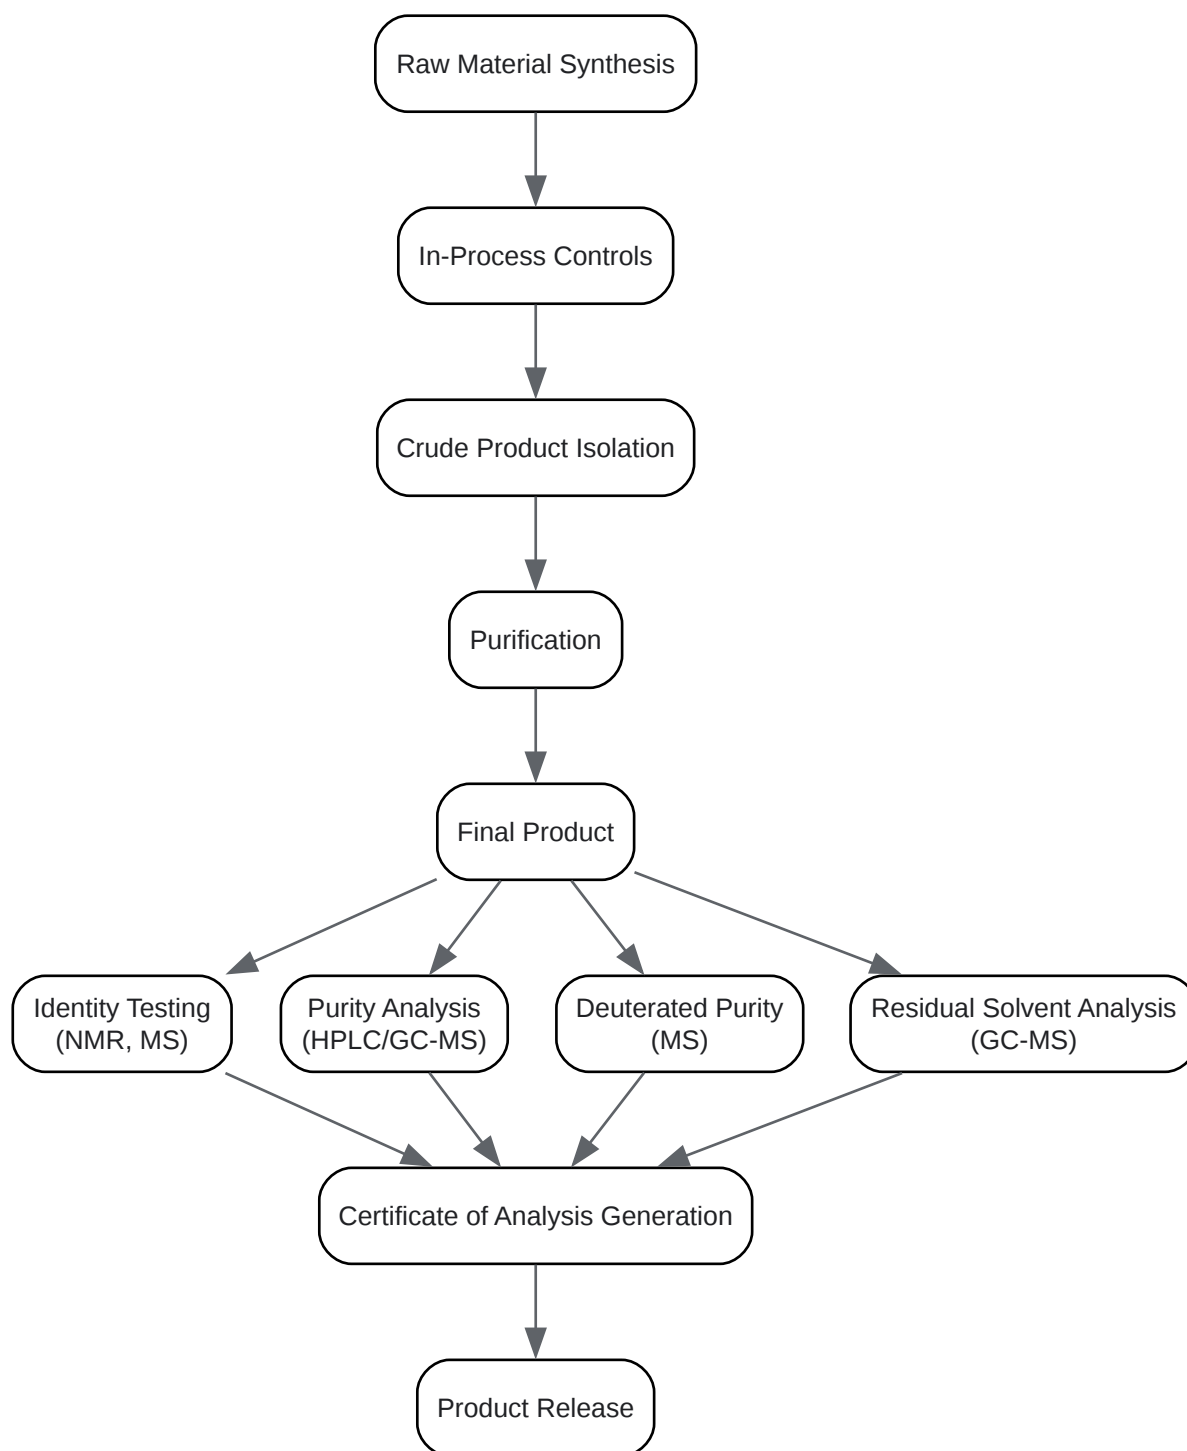 Raw Material Synthesis
In-Process Controls
Crude Product Isolation
Purification
Final Product
Identity Testing
(NMR, MS)
Purity Analysis
(HPLC/GC-MS)
Deuterated Purity
(MS)
Residual Solvent Analysis
(GC-MS)
Certificate of Analysis Generation
Product Release